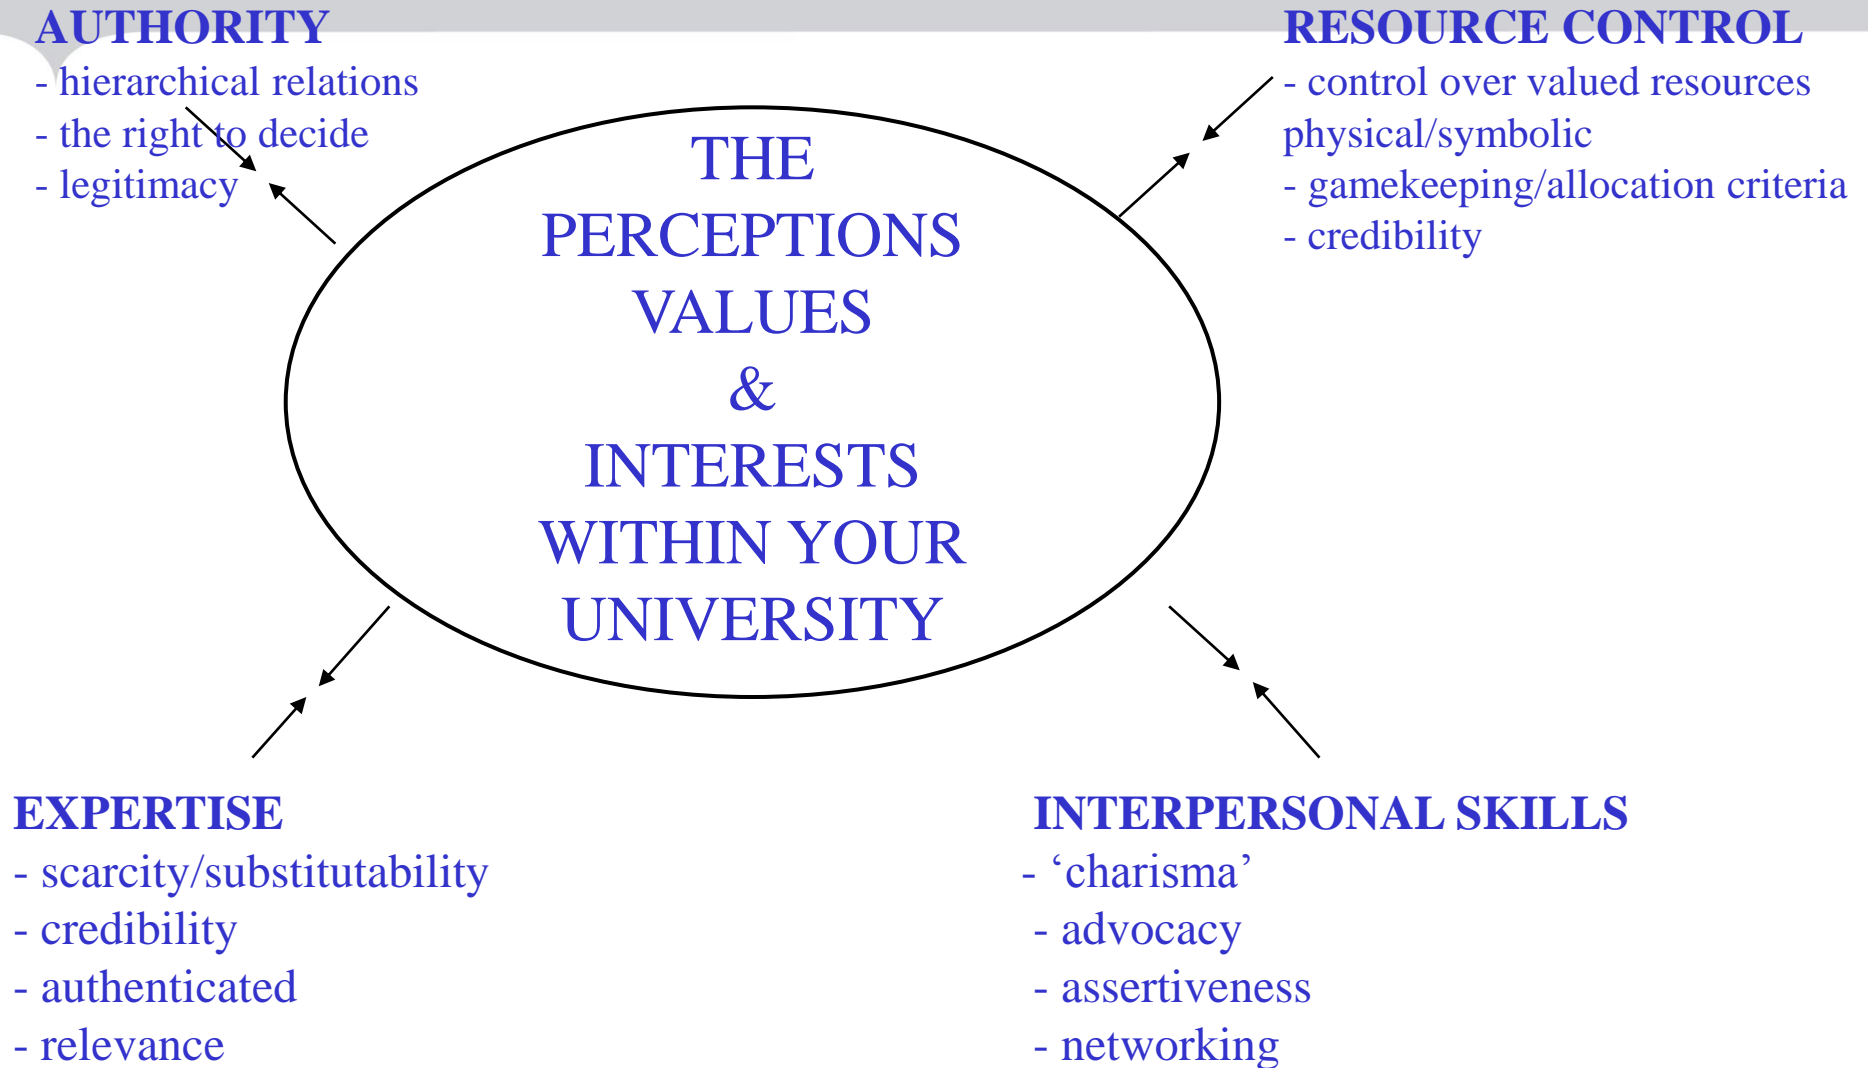 AUTHORITY
- hierarchical relations
- the right to decide
- legitimacy
RESOURCE CONTROL
- control over valued resources
physical/symbolic
- gamekeeping/allocation criteria
- credibility
THE
PERCEPTIONS
VALUES
&
INTERESTS
WITHIN YOUR
UNIVERSITY
EXPERTISE
- scarcity/substitutability
- credibility
- authenticated
- relevance
INTERPERSONAL SKILLS
- ‘charisma’
- advocacy
- assertiveness
- networking